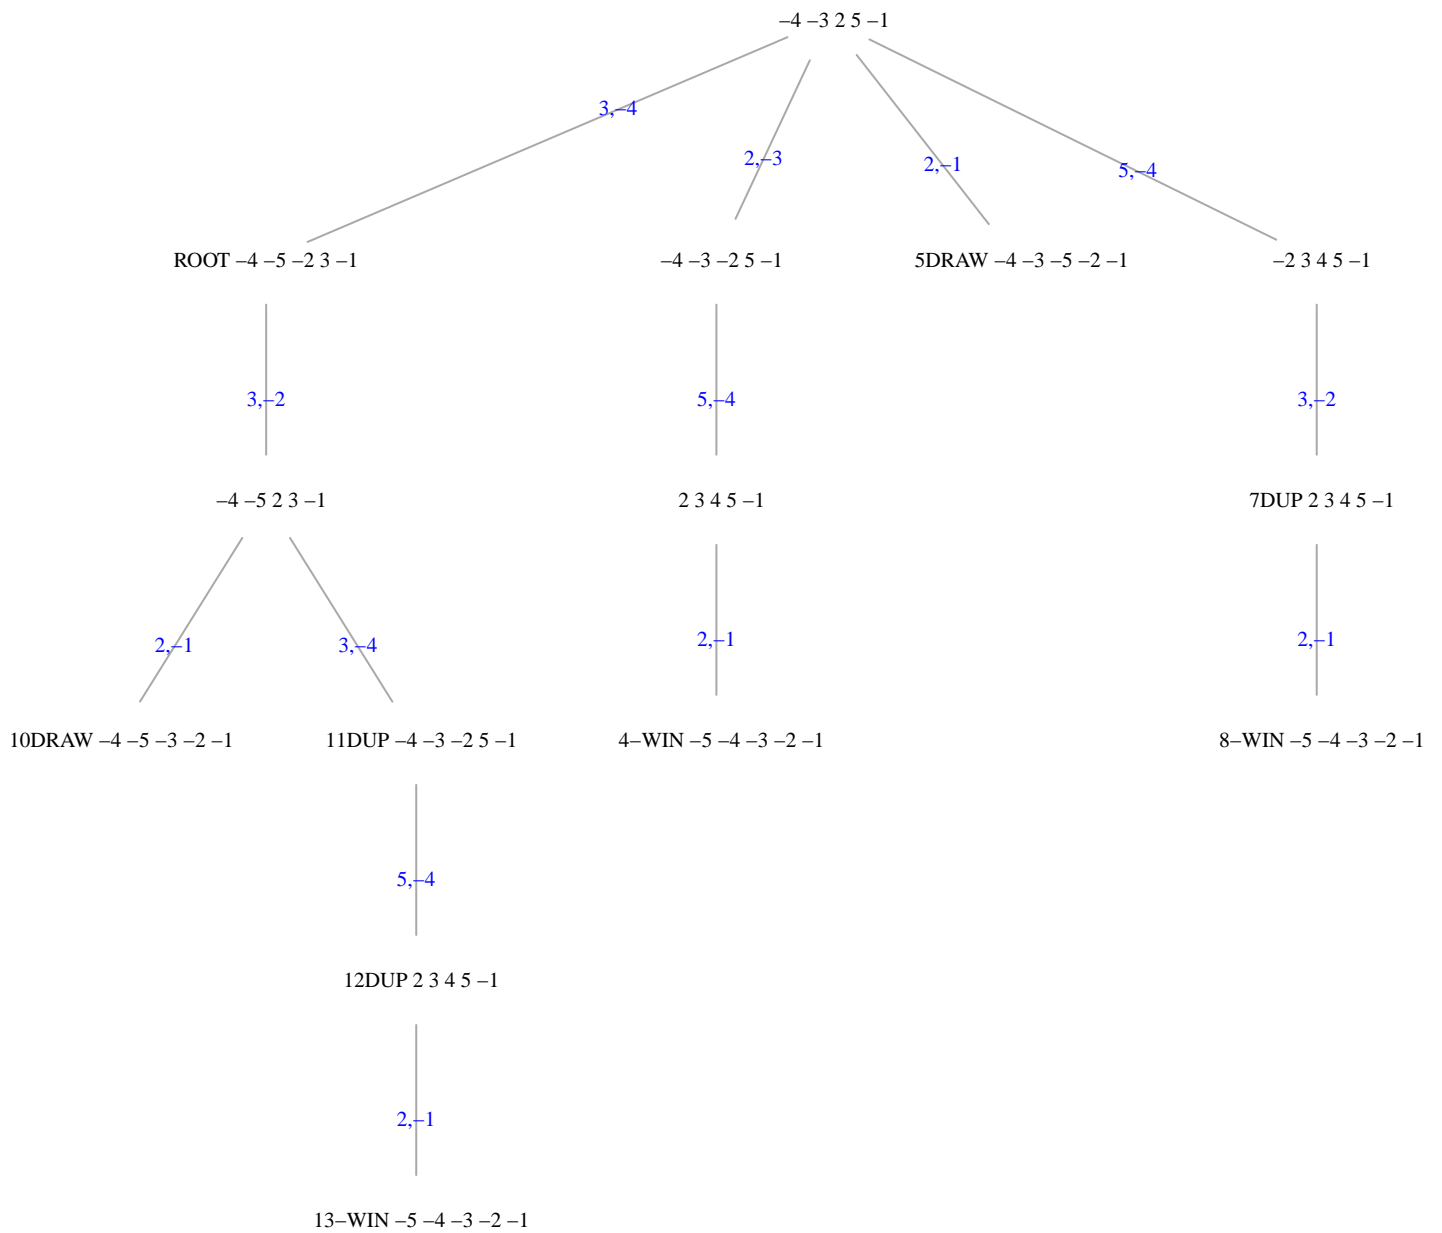 –4 –3 2 5 –1
3,–4
2,–3
2,–1
5,–4
ROOT –4 –5 –2 3 –1
–4 –3 –2 5 –1
5DRAW –4 –3 –5 –2 –1
–2 3 4 5 –1
3,–2
5,–4
3,–2
–4 –5 2 3 –1
2 3 4 5 –1
7DUP 2 3 4 5 –1
2,–1
3,–4
2,–1
2,–1
10DRAW –4 –5 –3 –2 –1
11DUP –4 –3 –2 5 –1
4–WIN –5 –4 –3 –2 –1
8–WIN –5 –4 –3 –2 –1
5,–4
12DUP 2 3 4 5 –1
2,–1
13–WIN –5 –4 –3 –2 –1